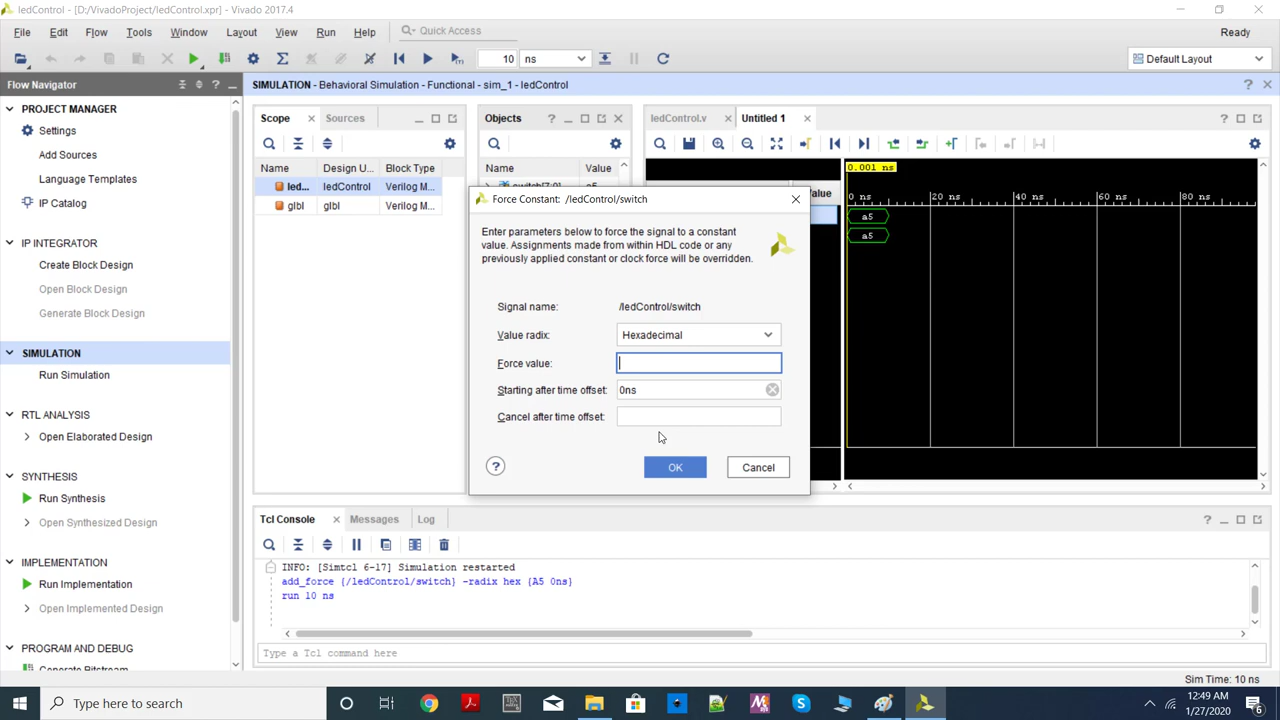 ledControl - [D:/VivadoProject/ledControl.xpr] - Vivado 2017.4
File Edit Flow Tools Window Layout View Run Help Quick Access Ready
10 ns Default Layout
Flow Navigator
SIMULATION - Behavioral Simulation - Functional - sim_1 - ledControl
PROJECT MANAGER
Settings
Add Sources
Language Templates
IP Catalog
IP INTEGRATOR
Create Block Design
Open Block Design
Generate Block Design
SIMULATION
Run Simulation
RTL ANALYSIS
Open Elaborated Design
SYNTHESIS
Run Synthesis
Open Synthesized Design
IMPLEMENTATION
Run Implementation
Open Implemented Design
PROGRAM AND DEBUG
Generate Bitstream
Scope Sources
Name Design U... Block Type
led... ledControl Verilog M...
glbl glbl Verilog M...
Objects
Name Value
switch[7:0] a5
ledControl.v Untitled 1
0.001 ns
0 ns 20 ns 40 ns 60 ns 80 ns
a5
a5
Force Constant: /ledControl/switch
Enter parameters below to force the signal to a constant
value. Assignments made from within HDL code or any
previously applied constant or clock force will be overridden.
Signal name: /ledControl/switch
Value radix: Hexadecimal
Force value:
Starting after time offset: 0ns
Cancel after time offset:
? OK Cancel
Tcl Console Messages Log
INFO: [Simtcl 6-17] Simulation restarted
add_force {/ledControl/switch} -radix hex {A5 0ns}
run 10 ns
Type a Tcl command here
Sim Time: 10 ns
Type here to search
12:49 AM
1/27/2020